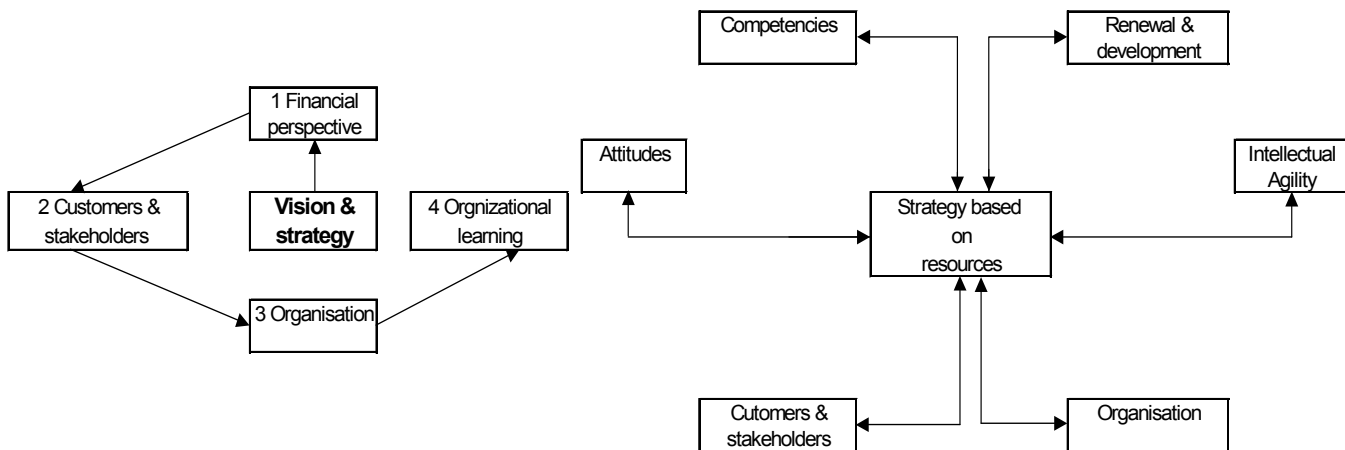 1 Financial
perspective
2 Customers &
stakeholders
Vision &
strategy
4 Orgnizational
learning
3 Organisation
Competencies
Renewal &
development
Attitudes
Intellectual
Agility
Strategy based
on
resources
Cutomers &
stakeholders
Organisation